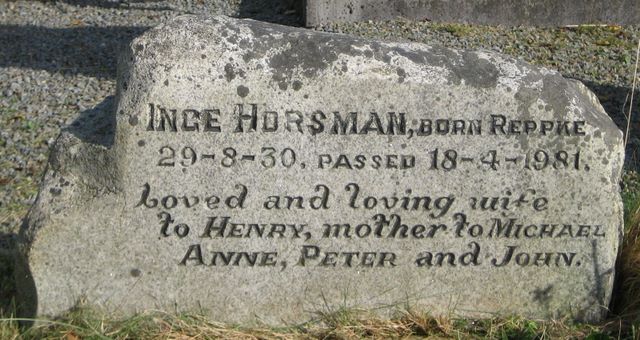 INGE HORSMAN, BORN REPPKE
29-8-30. PASSED 18-4-1981.
Loved and loving wife
to HENRY, mother to MICHAEL
ANNE, PETER and JOHN.